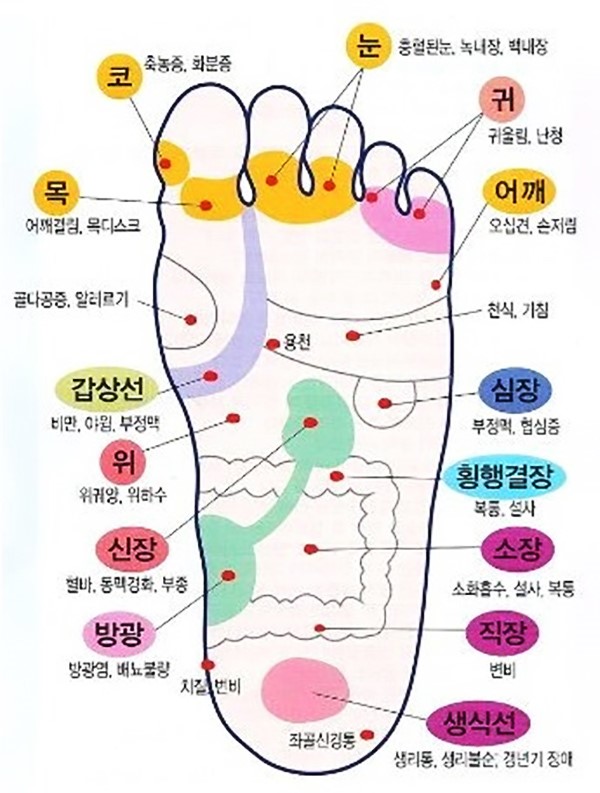 눈
충혈된눈, 녹내장, 백내장
코
축농증, 화분증
귀
귀울림, 난청
목
어깨결림, 목디스크
어깨
오십견, 손저림
골다공증, 알레르기
천식, 기침
용천
갑상선
비만, 야윔, 부정맥
심장
부정맥, 협심증
위
위궤양, 위하수
횡행결장
복통, 설사
신장
혈바, 동맥경화, 부종
소장
소화흡수, 설사, 복통
방광
방광염, 배뇨불량
직장
변비
치질, 변비
생식선
생리통, 생리불순, 갱년기 장애
좌골신경통